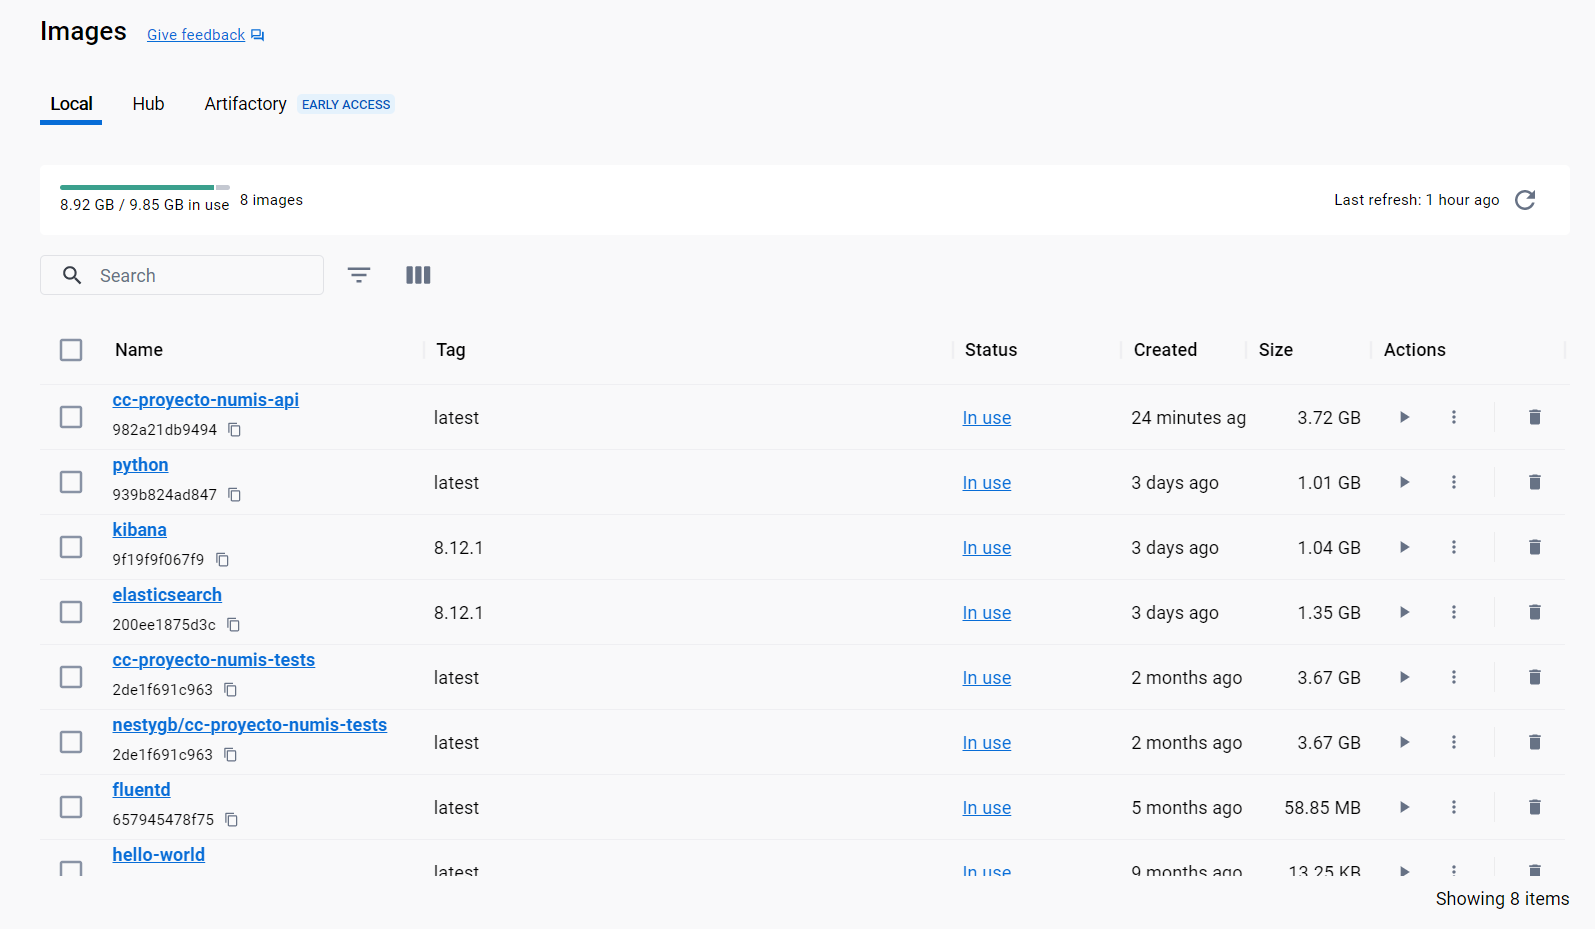 Images Give feedback
Local Hub Artifactory EARLY ACCESS
8.92 GB / 9.85 GB in use 8 images Last refresh: 1 hour ago
Search
Name Tag Status Created Size Actions
cc-proyecto-numis-api
982a21db9494 latest In use 24 minutes ag 3.72 GB
python
939b824ad847 latest In use 3 days ago 1.01 GB
kibana
9f19f9f067f9 8.12.1 In use 3 days ago 1.04 GB
elasticsearch
200ee1875d3c 8.12.1 In use 3 days ago 1.35 GB
cc-proyecto-numis-tests
2de1f691c963 latest In use 2 months ago 3.67 GB
nestygb/cc-proyecto-numis-tests
2de1f691c963 latest In use 2 months ago 3.67 GB
fluentd
657945478f75 latest In use 5 months ago 58.85 MB
hello-world
latest In use 9 months ago 13.25 KB
Showing 8 items